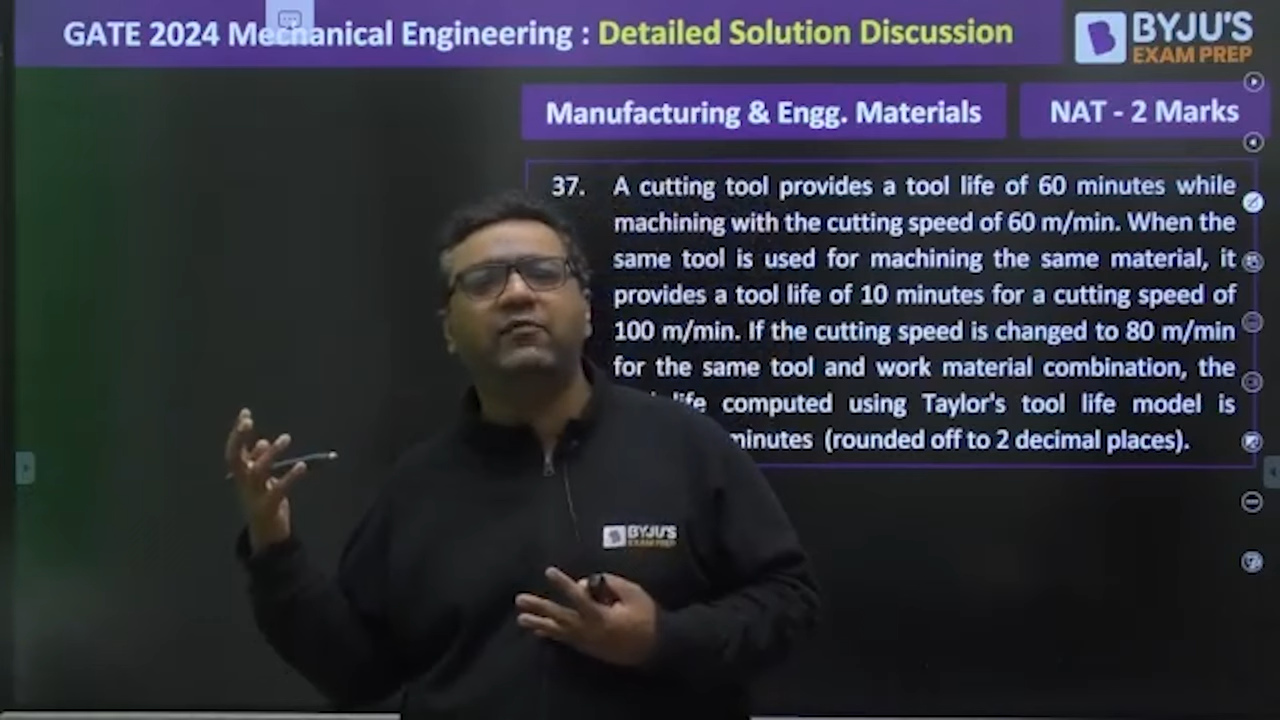 GATE 2024 Mechanical Engineering : Detailed Solution Discussion
BYJU'S
EXAM PREP
Manufacturing & Engg. Materials
NAT - 2 Marks
37. A cutting tool provides a tool life of 60 minutes while
machining with the cutting speed of 60 m/min. When the
same tool is used for machining the same material, it
provides a tool life of 10 minutes for a cutting speed of
100 m/min. If the cutting speed is changed to 80 m/min
for the same tool and work material combination, the
life computed using Taylor's tool life model is
minutes (rounded off to 2 decimal places).
BYJU'S
EXAM PREP